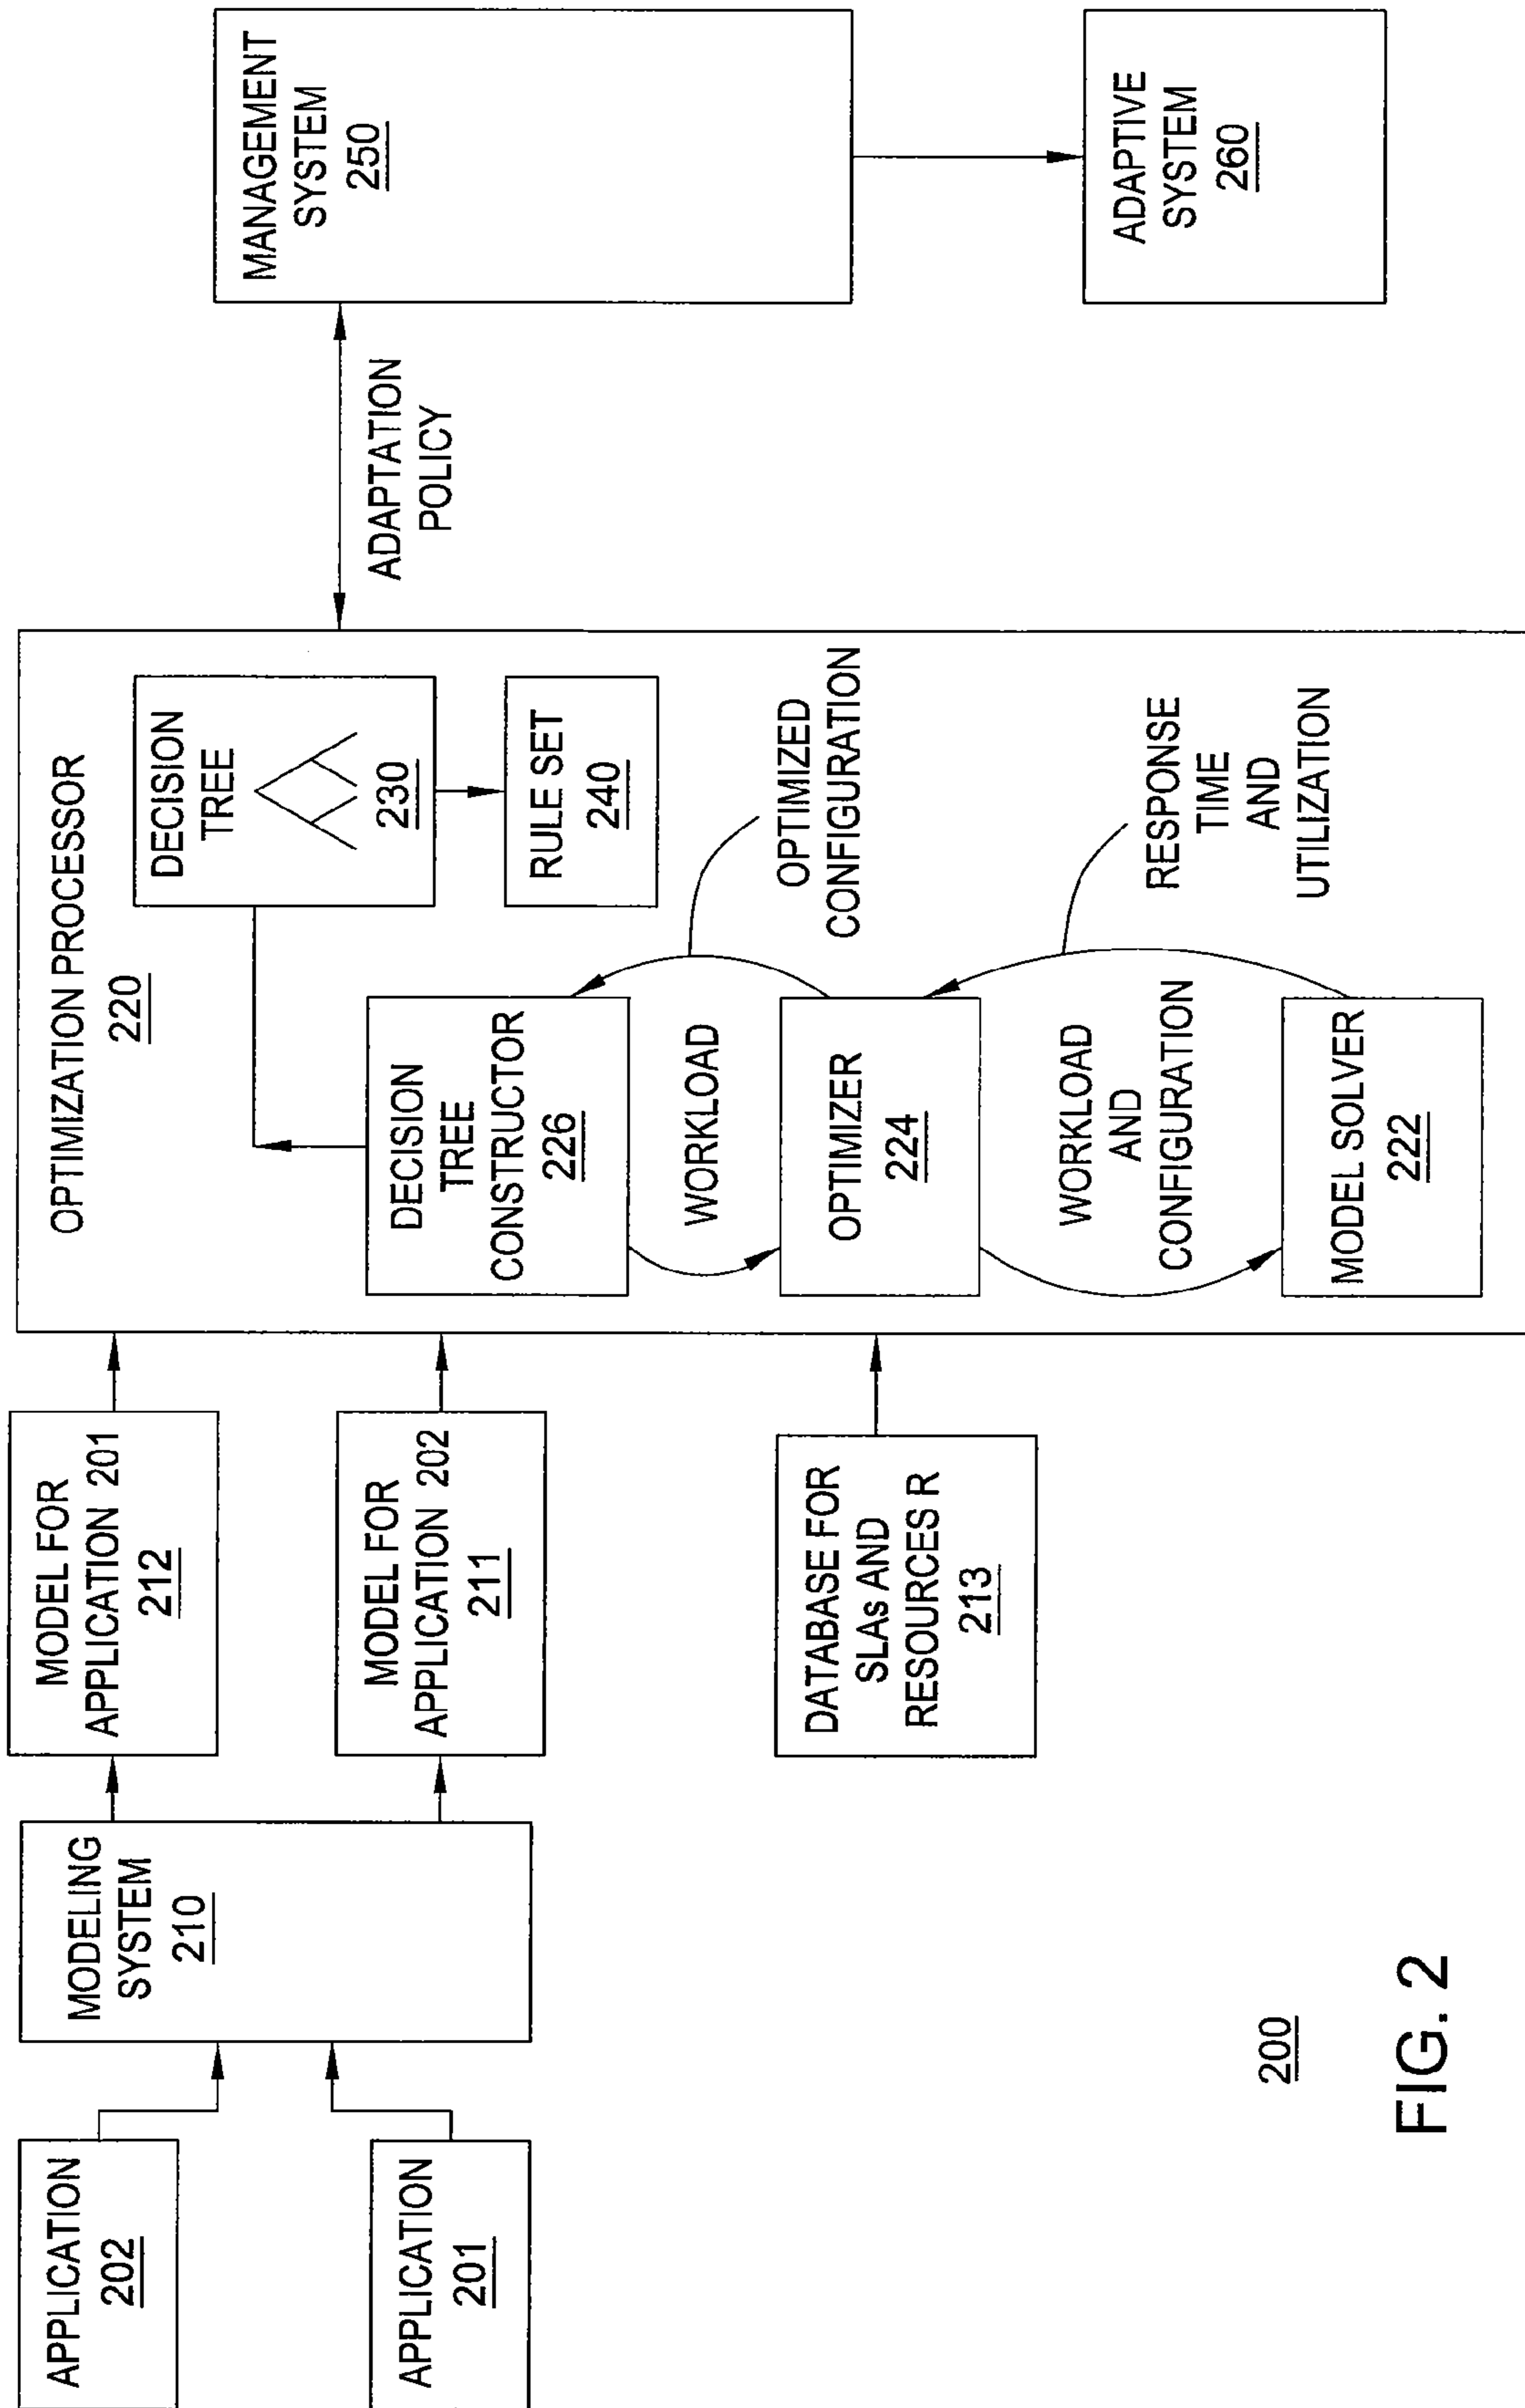 APPLICATION
202
APPLICATION
201
MODELING
SYSTEM
210
MODEL FOR
APPLICATION 201
212
MODEL FOR
APPLICATION 202
211
DATABASE FOR
SLAs AND
RESOURCES R
213
OPTIMIZATION PROCESSOR
220
DECISION
TREE
230
RULE SET
240
DECISION
TREE
CONSTRUCTOR
226
WORKLOAD
OPTIMIZED
CONFIGURATION
OPTIMIZER
224
WORKLOAD
AND
CONFIGURATION
RESPONSE
TIME
AND
UTILIZATION
MODEL SOLVER
222
ADAPTATION
POLICY
MANAGEMENT
SYSTEM
250
ADAPTIVE
SYSTEM
260
200
FIG. 2